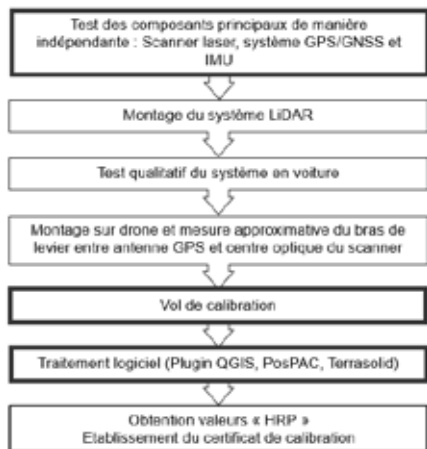 Test des composants principaux de manière
indépendante : Scanner laser, système GPS/GNSS et
IMU
Montage du système LiDAR
Test qualitatif du système en voiture
Montage sur drone et mesure approximative du bras de
levier entre antenne GPS et centre optique du scanner
Vol de calibration
Traitement logiciel (Plugin QGIS, PosPAC, Terrasolid)
Obtention valeurs « HRP »
Etablissement du certificat de calibration